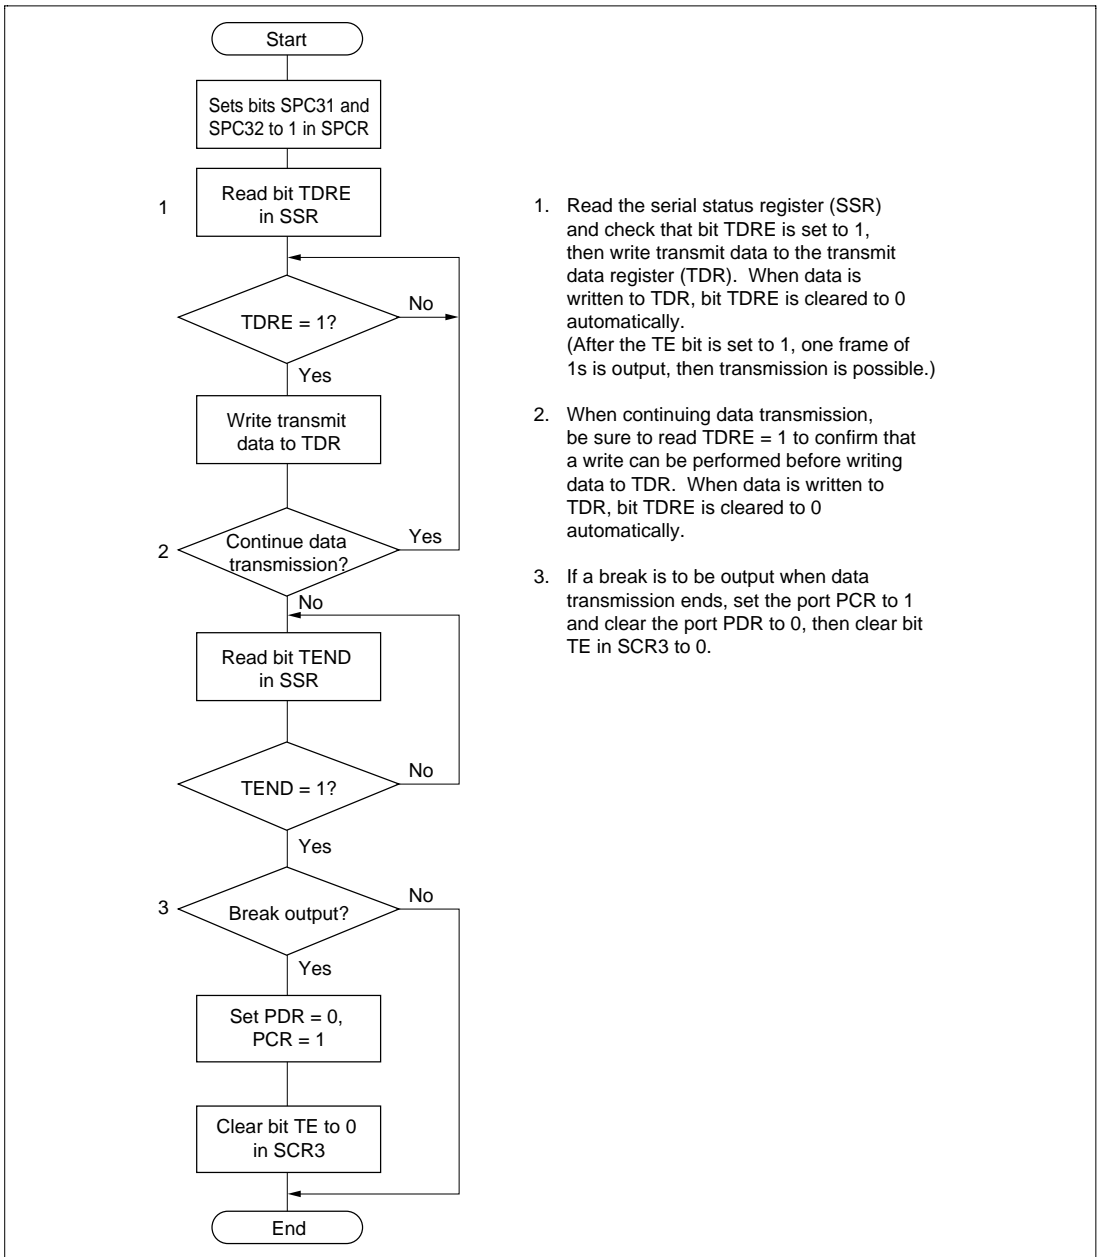 Start
Sets bits SPC31 and
SPC32 to 1 in SPCR
1
Read bit TDRE
in SSR
TDRE = 1?
No
Yes
Write transmit
data to TDR
2
Continue data
transmission?
Yes
No
Read bit TEND
in SSR
TEND = 1?
No
Yes
3
Break output?
No
Yes
Set PDR = 0,
PCR = 1
Clear bit TE to 0
in SCR3
End
1. Read the serial status register (SSR)
and check that bit TDRE is set to 1,
then write transmit data to the transmit
data register (TDR). When data is
written to TDR, bit TDRE is cleared to 0
automatically.
(After the TE bit is set to 1, one frame of
1s is output, then transmission is possible.)
2. When continuing data transmission,
be sure to read TDRE = 1 to confirm that
a write can be performed before writing
data to TDR. When data is written to
TDR, bit TDRE is cleared to 0
automatically.
3. If a break is to be output when data
transmission ends, set the port PCR to 1
and clear the port PDR to 0, then clear bit
TE in SCR3 to 0.